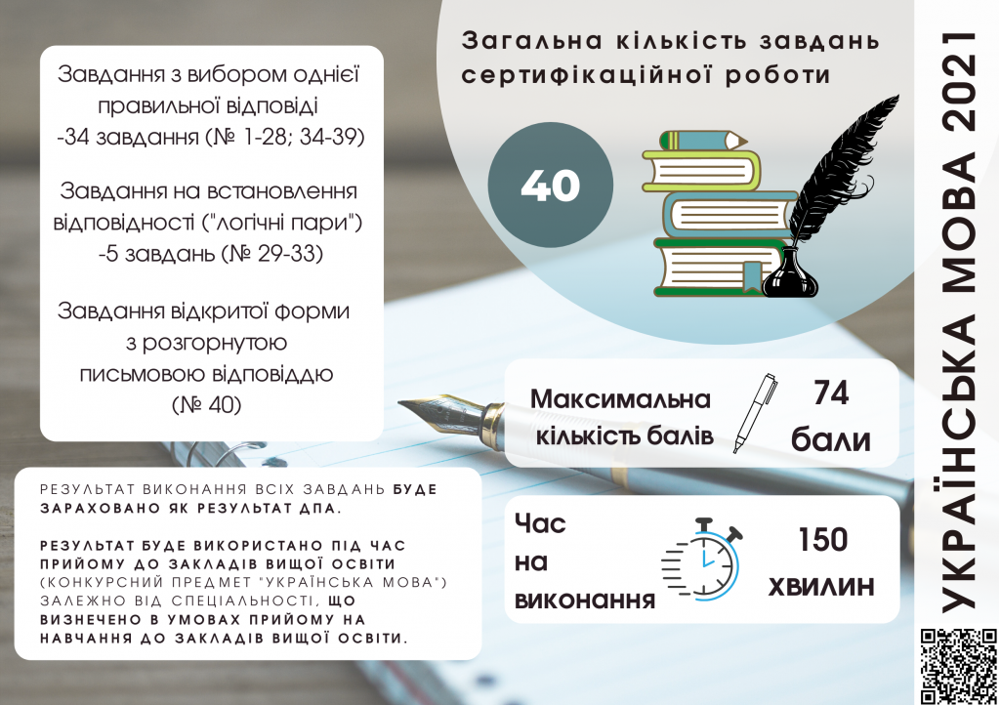 Загальна кількість завдань
сертифікаційної роботи
40
Завдання з вибором однієї
правильної відповіді
-34 завдання (№ 1-28; 34-39)
Завдання на встановлення
відповідності ("логічні пари")
-5 завдань (№ 29-33)
Завдання відкритої форми
з розгорнутою
письмовою відповіддю
(№ 40)
Максимальна
кількість балів
74
бали
Час
на
виконання
150
хвилин
РЕЗУЛЬТАТ ВИКОНАННЯ ВСІХ ЗАВДАНЬ БУДЕ
ЗАРАХОВАНО ЯК РЕЗУЛЬТАТ ДПА.
РЕЗУЛЬТАТ БУДЕ ВИКОРИСТАНО ПІД ЧАС
ПРИЙОМУ ДО ЗАКЛАДІВ ВИЩОЇ ОСВІТИ
(КОНКУРСНИЙ ПРЕДМЕТ "УКРАЇНСЬКА МОВА")
ЗАЛЕЖНО ВІД СПЕЦІАЛЬНОСТІ, ЩО
ВИЗНЕЧЕНО В УМОВАХ ПРИЙОМУ НА
НАВЧАННЯ ДО ЗАКЛАДІВ ВИЩОЇ ОСВІТИ.
УКРАЇНСЬКА МОВА 2021